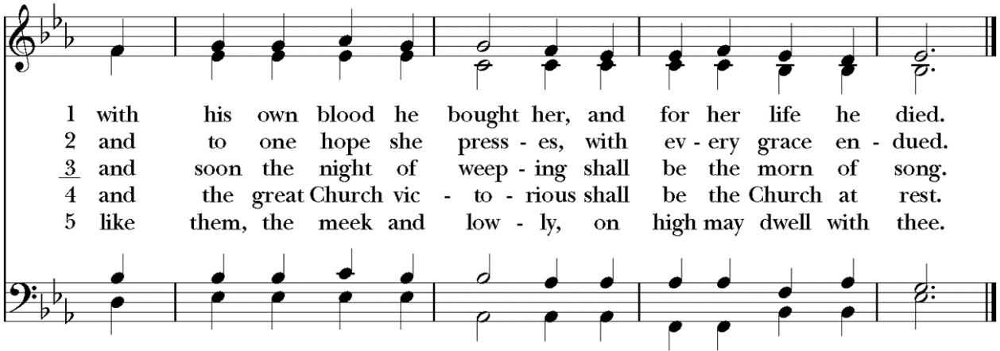 1 with his own blood he bought her, and for her life he died.
2 and to one hope she press - es, with ev - ery grace en - dued.
3 and soon the night of weep - ing shall be the morn of song.
4 and the great Church vic - to - rious shall be the Church at rest.
5 like them, the meek and low - ly, on high may dwell with thee.